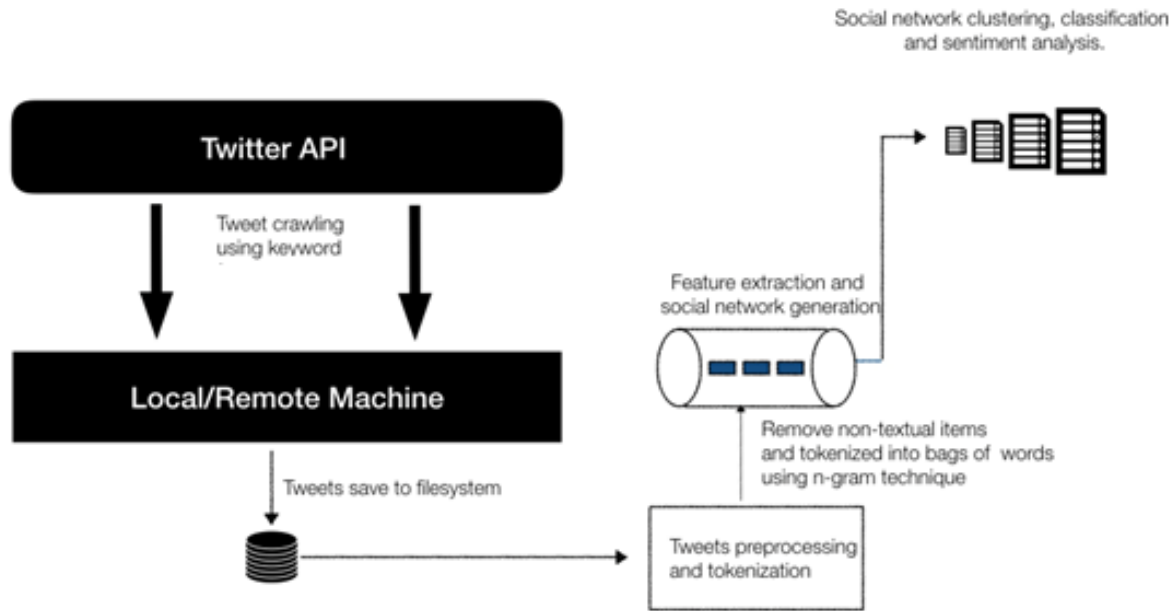 Social network clustering, classification
and sentiment analysis.
Twitter API
Tweet crawling
using keyword
Local/Remote Machine
Tweets save to filesystem
Tweets preprocessing
and tokenization
Remove non-textual items
and tokenized into bags of words
using n-gram technique
Feature extraction and
social network generation